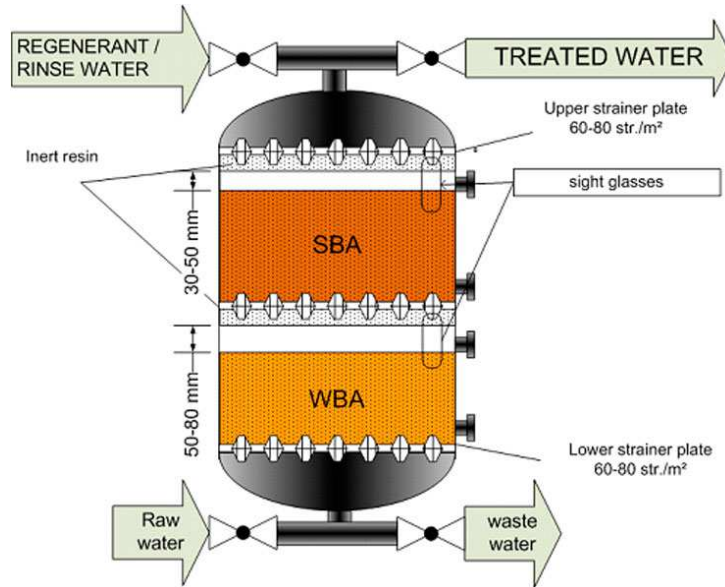 REGENERANT /
RINSE WATER
TREATED WATER
Upper strainer plate
60-80 str./m²
Inert resin
sight glasses
30-50 mm
SBA
50-80 mm
WBA
Lower strainer plate
60-80 str./m²
Raw
water
waste
water